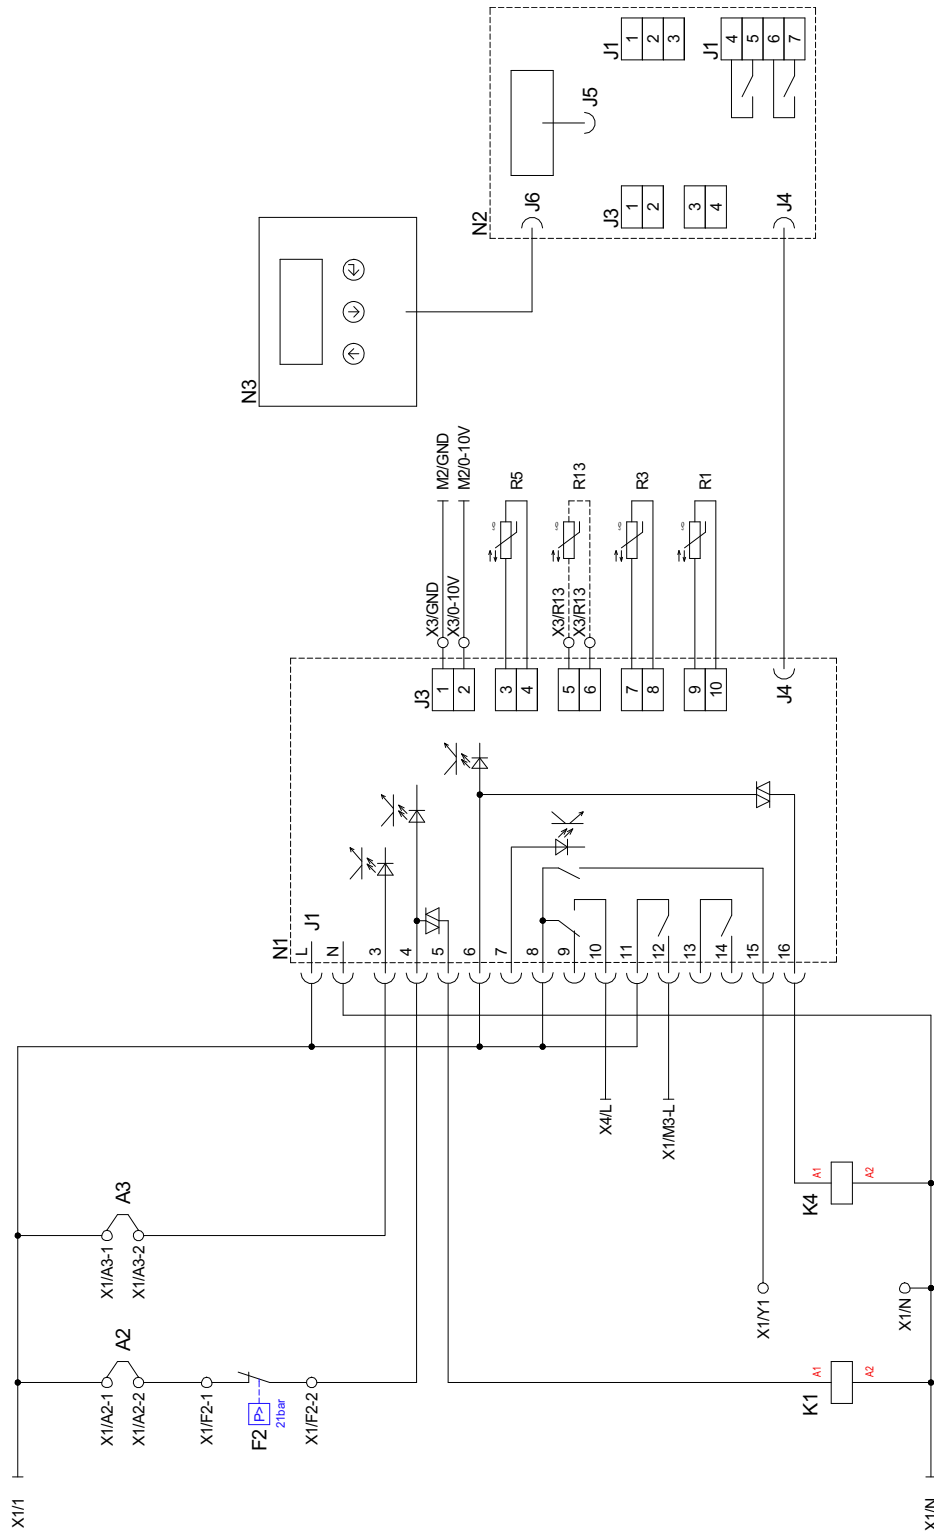 J1
1
2
3
J1
4
5
6
7
J5
N2
J6
J3
1
2
3
4
J4
N3
M2/GND
M2/0-10V
X3/GND
X3/0-10V
R5
R13
X3/R13
X3/R13
R3
R1
J3
1
2
3
4
5
6
7
8
9
10
J4
N1
J1
L
N
3
4
5
6
7
8
9
10
11
12
13
14
15
16
X4/L
X1/M3-L
A3
X1/A3-1
X1/A3-2
A2
X1/A2-1
X1/A2-2
X1/F2-1
F2
P>
21bar
X1/F2-2
K4
A1
A2
X1/Y1
X1/N
K1
A1
A2
X1/1
X1/N